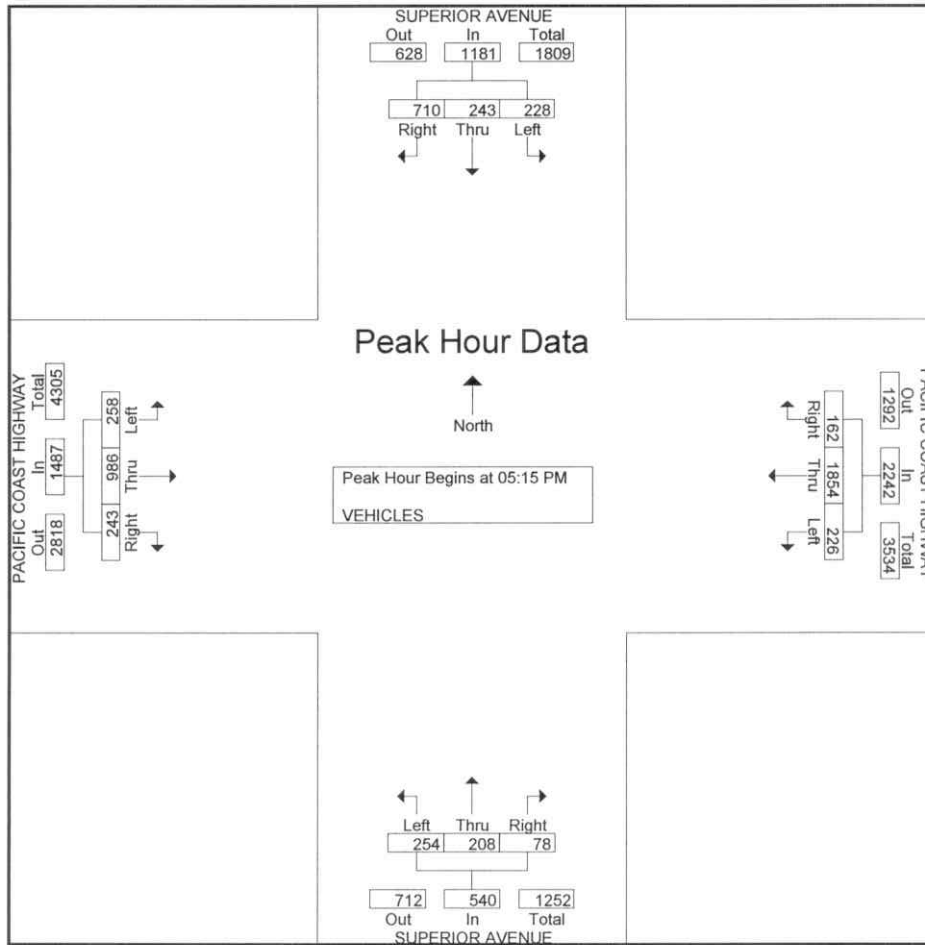 SUPERIOR AVENUE
Out In Total
628 1181 1809
710 243 228
Right Thru Left
Peak Hour Data
North
Peak Hour Begins at 05:15 PM
VEHICLES
PACIFIC COAST HIGHWAY
Out In Total
2818 1487 4305
Right Thru Left
243 986 258
PACIFIC COAST HIGHWAY
Out In Total
1292 2242 3534
162 1854 226
Right Thru Left
Left Thru Right
254 208 78
712 540 1252
Out In Total
SUPERIOR AVENUE